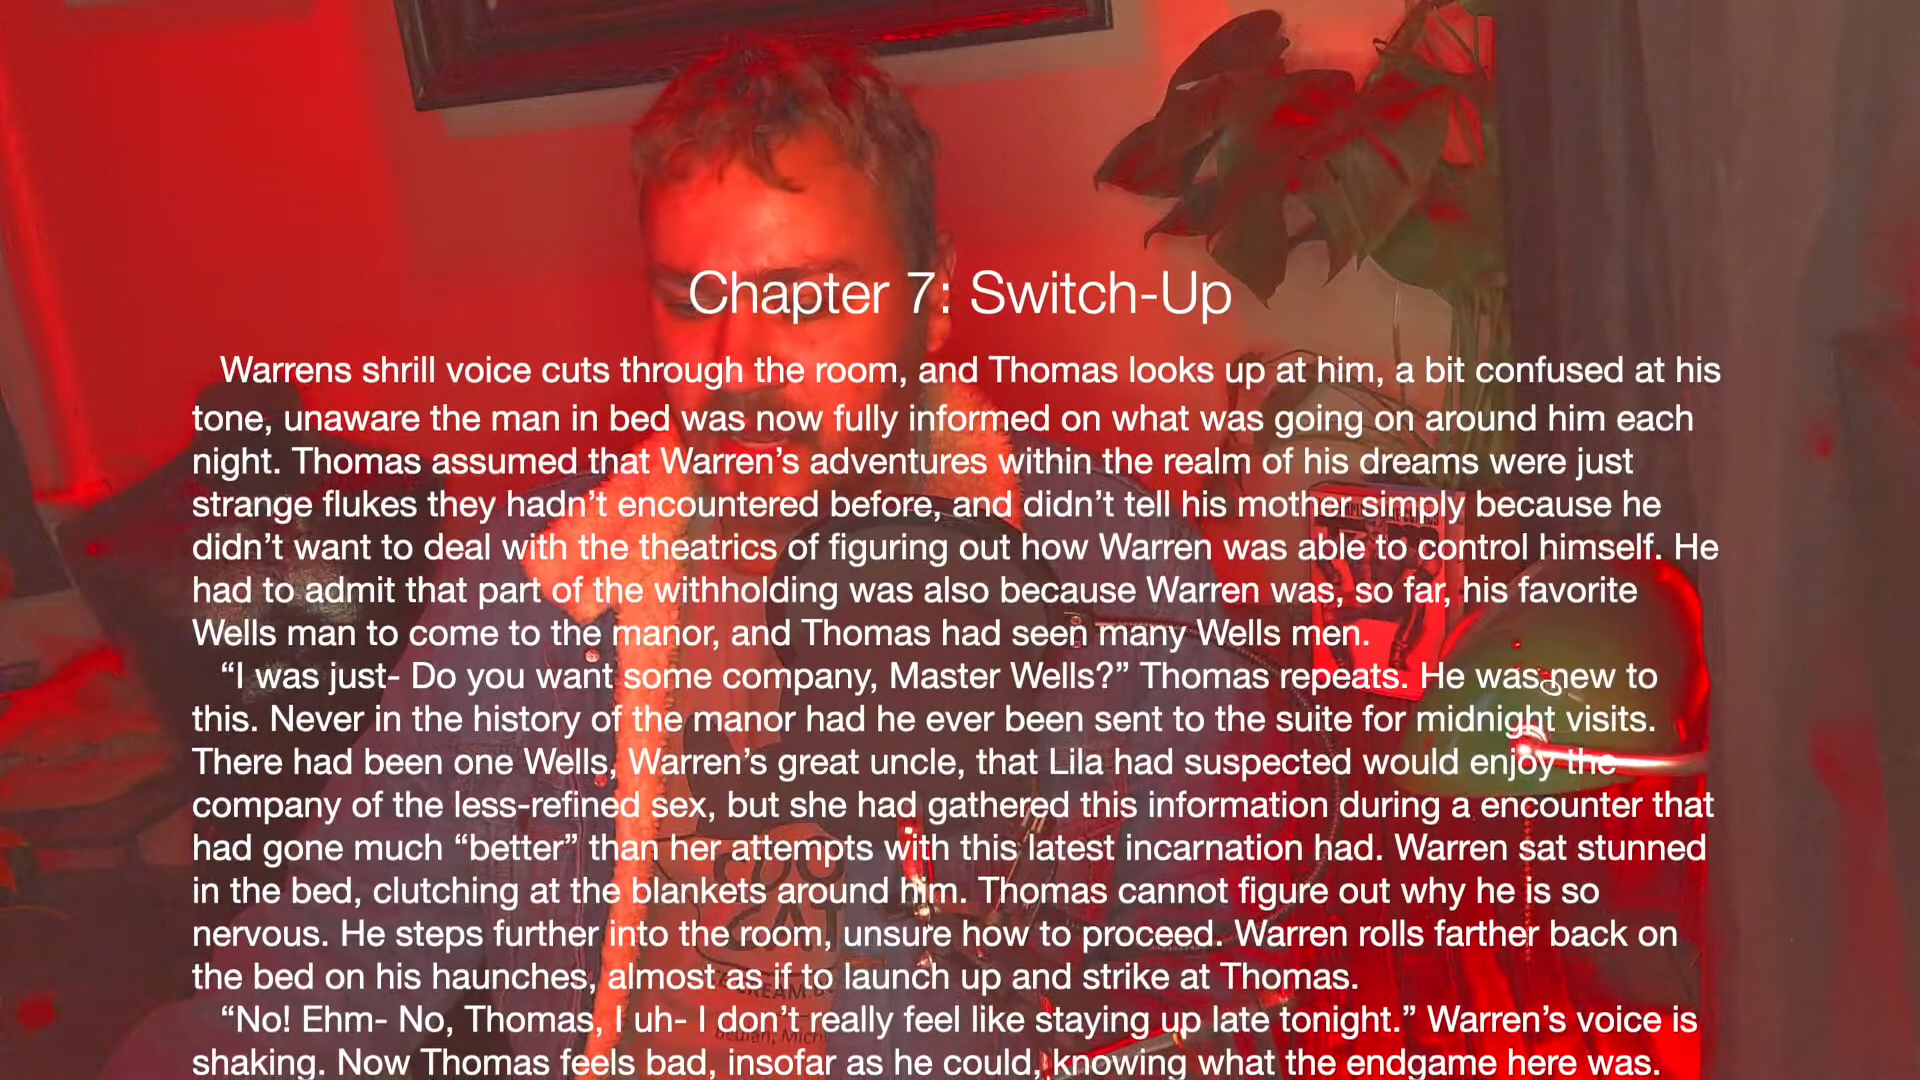 Chapter 7: Switch-Up
Warrens shrill voice cuts through the room, and Thomas looks up at him, a bit confused at his
tone, unaware the man in bed was now fully informed on what was going on around him each
night. Thomas assumed that Warren’s adventures within the realm of his dreams were just
strange flukes they hadn’t encountered before, and didn’t tell his mother simply because he
didn’t want to deal with the theatrics of figuring out how Warren was able to control himself. He
had to admit that part of the withholding was also because Warren was, so far, his favorite
Wells man to come to the manor, and Thomas had seen many Wells men.
“I was just- Do you want some company, Master Wells?” Thomas repeats. He was new to
this. Never in the history of the manor had he ever been sent to the suite for midnight visits.
There had been one Wells, Warren’s great uncle, that Lila had suspected would enjoy the
company of the less-refined sex, but she had gathered this information during a encounter that
had gone much “better” than her attempts with this latest incarnation had. Warren sat stunned
in the bed, clutching at the blankets around him. Thomas cannot figure out why he is so
nervous. He steps further into the room, unsure how to proceed. Warren rolls farther back on
the bed on his haunches, almost as if to launch up and strike at Thomas.
“No! Ehm- No, Thomas, I uh- I don’t really feel like staying up late tonight.” Warren’s voice is
shaking. Now Thomas feels bad, insofar as he could, knowing what the endgame here was.